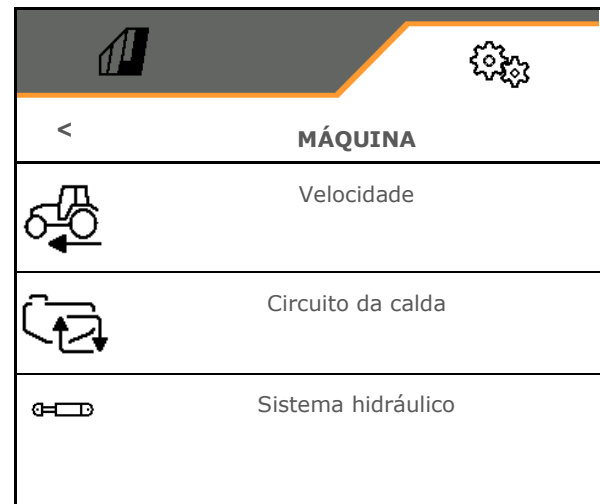 <
MÁQUINA
Velocidade
Circuito da calda
Sistema hidráulico